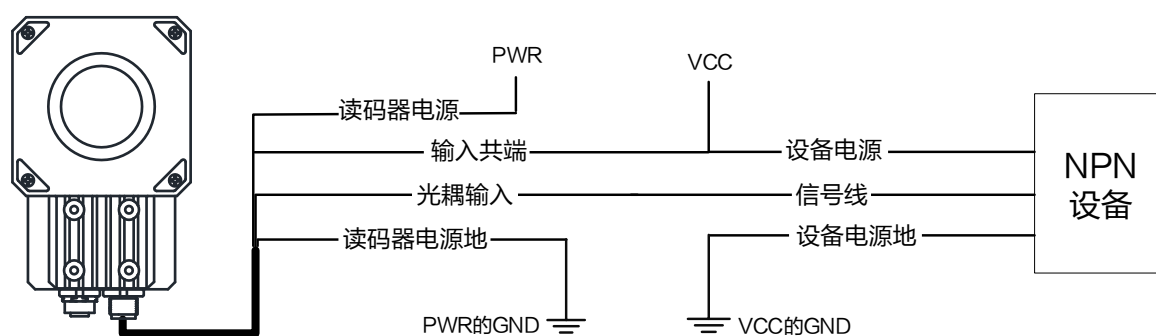 PWR
VCC
读码器电源
输入共端
设备电源
光耦输入
信号线
读码器电源地
设备电源地
NPN
设备
PWR的GND
VCC的GND